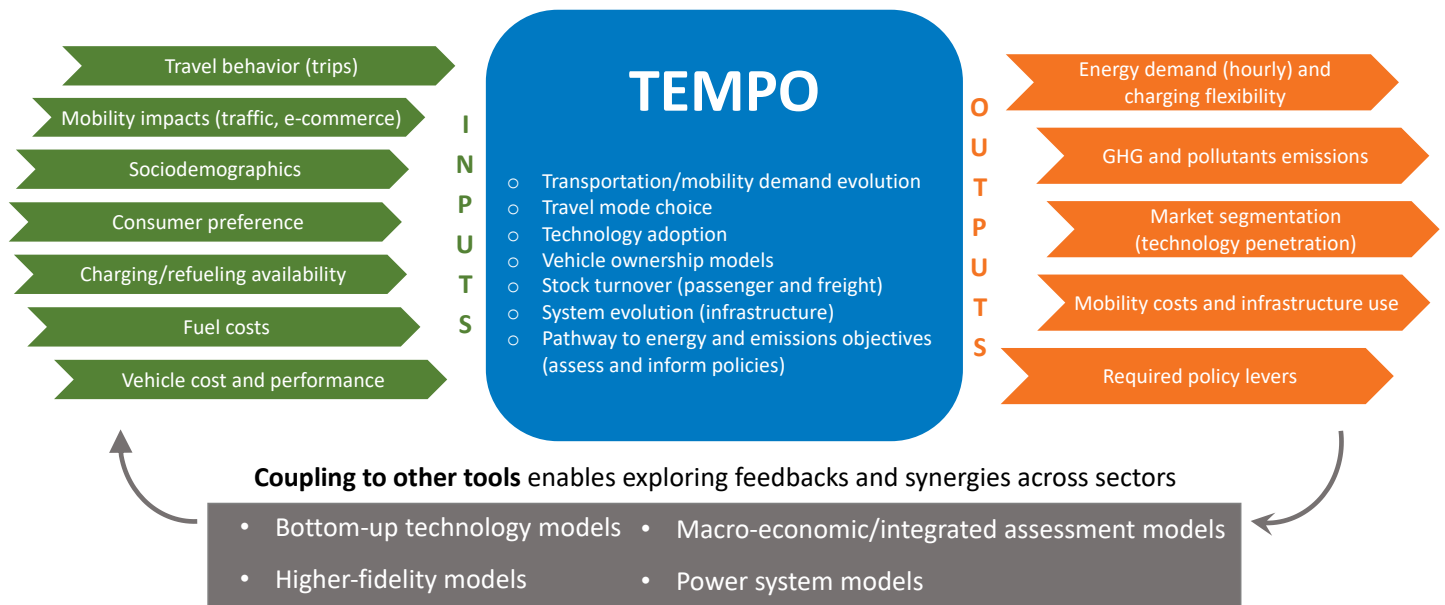 Travel behavior (trips)
Mobility impacts (traffic, e-commerce)
Sociodemographics
Consumer preference
Charging/refueling availability
Fuel costs
Vehicle cost and performance
INPUTS
TEMPO
o Transportation/mobility demand evolution
o Travel mode choice
o Technology adoption
o Vehicle ownership models
o Stock turnover (passenger and freight)
o System evolution (infrastructure)
o Pathway to energy and emissions objectives
(assess and inform policies)
OUTPUTS
Energy demand (hourly) and
charging flexibility
GHG and pollutants emissions
Market segmentation
(technology penetration)
Mobility costs and infrastructure use
Required policy levers
Coupling to other tools enables exploring feedbacks and synergies across sectors
• Bottom-up technology models
• Higher-fidelity models
• Macro-economic/integrated assessment models
• Power system models